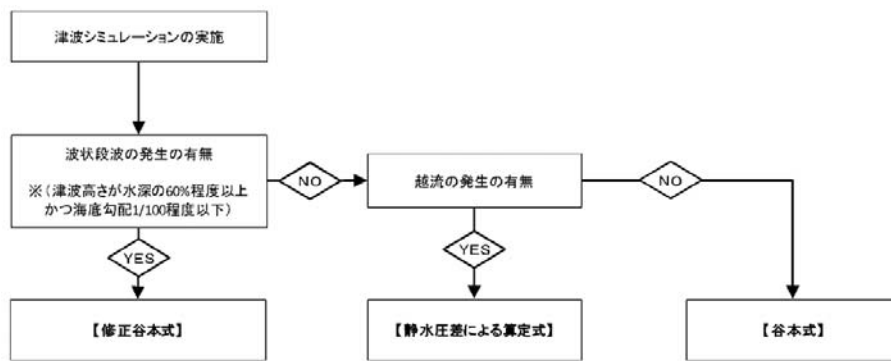 津波シミュレーションの実施
波状段波の発生の有無
※(津波高さが水深の60%程度以上
かつ海底勾配1/100程度以下)
NO
越流の発生の有無
NO
YES
YES
【修正谷本式】
【静水圧差による算定式】
【谷本式】